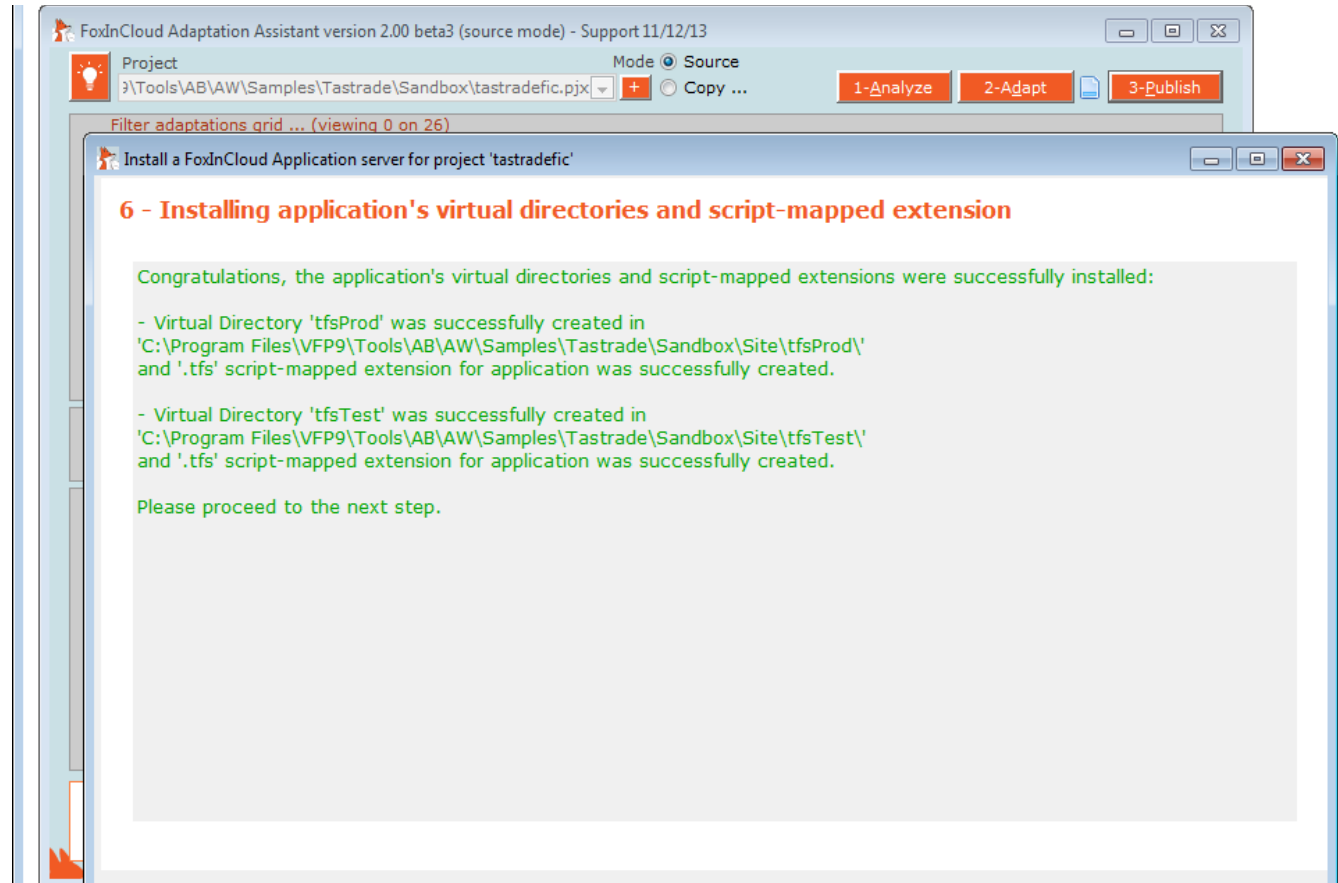 FoxInCloud Adaptation Assistant version 2.00 beta3 (source mode) - Support 11/12/13
Project
Mode Source
\Tools\AB\AW\Samples\Tastrade\Sandbox\tastradefic.pjx
+
Copy ...
1-Analyze
2-Adapt
3-Publish
Filter adaptations grid ... (viewing 0 on 26)
Install a FoxInCloud Application server for project 'tastradefic'
6 - Installing application's virtual directories and script-mapped extension
Congratulations, the application's virtual directories and script-mapped extensions were successfully installed:
- Virtual Directory 'tfsProd' was successfully created in
'C:\Program Files\VFP9\Tools\AB\AW\Samples\Tastrade\Sandbox\Site\tfsProd\'
and '.tfs' script-mapped extension for application was successfully created.
- Virtual Directory 'tfsTest' was successfully created in
'C:\Program Files\VFP9\Tools\AB\AW\Samples\Tastrade\Sandbox\Site\tfsTest\'
and '.tfs' script-mapped extension for application was successfully created.
Please proceed to the next step.